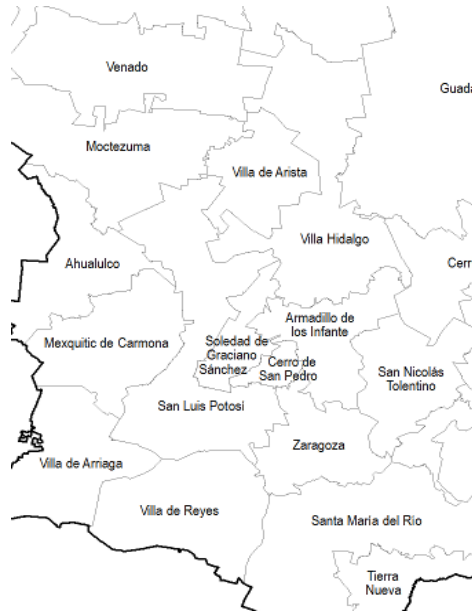 Venado
Guada
Moctezuma
Villa de Arista
Villa Hidalgo
Ahualulco
Cerr
Armadillo de
los Infante
Mexquitic de Carmona
Soledad de
Graciano
Sánchez
Cerro de
San Pedro
San Nicolás
Tolentino
San Luis Potosí
Zaragoza
Villa de Arriaga
Villa de Reyes
Santa María del Río
Tierra
Nueva